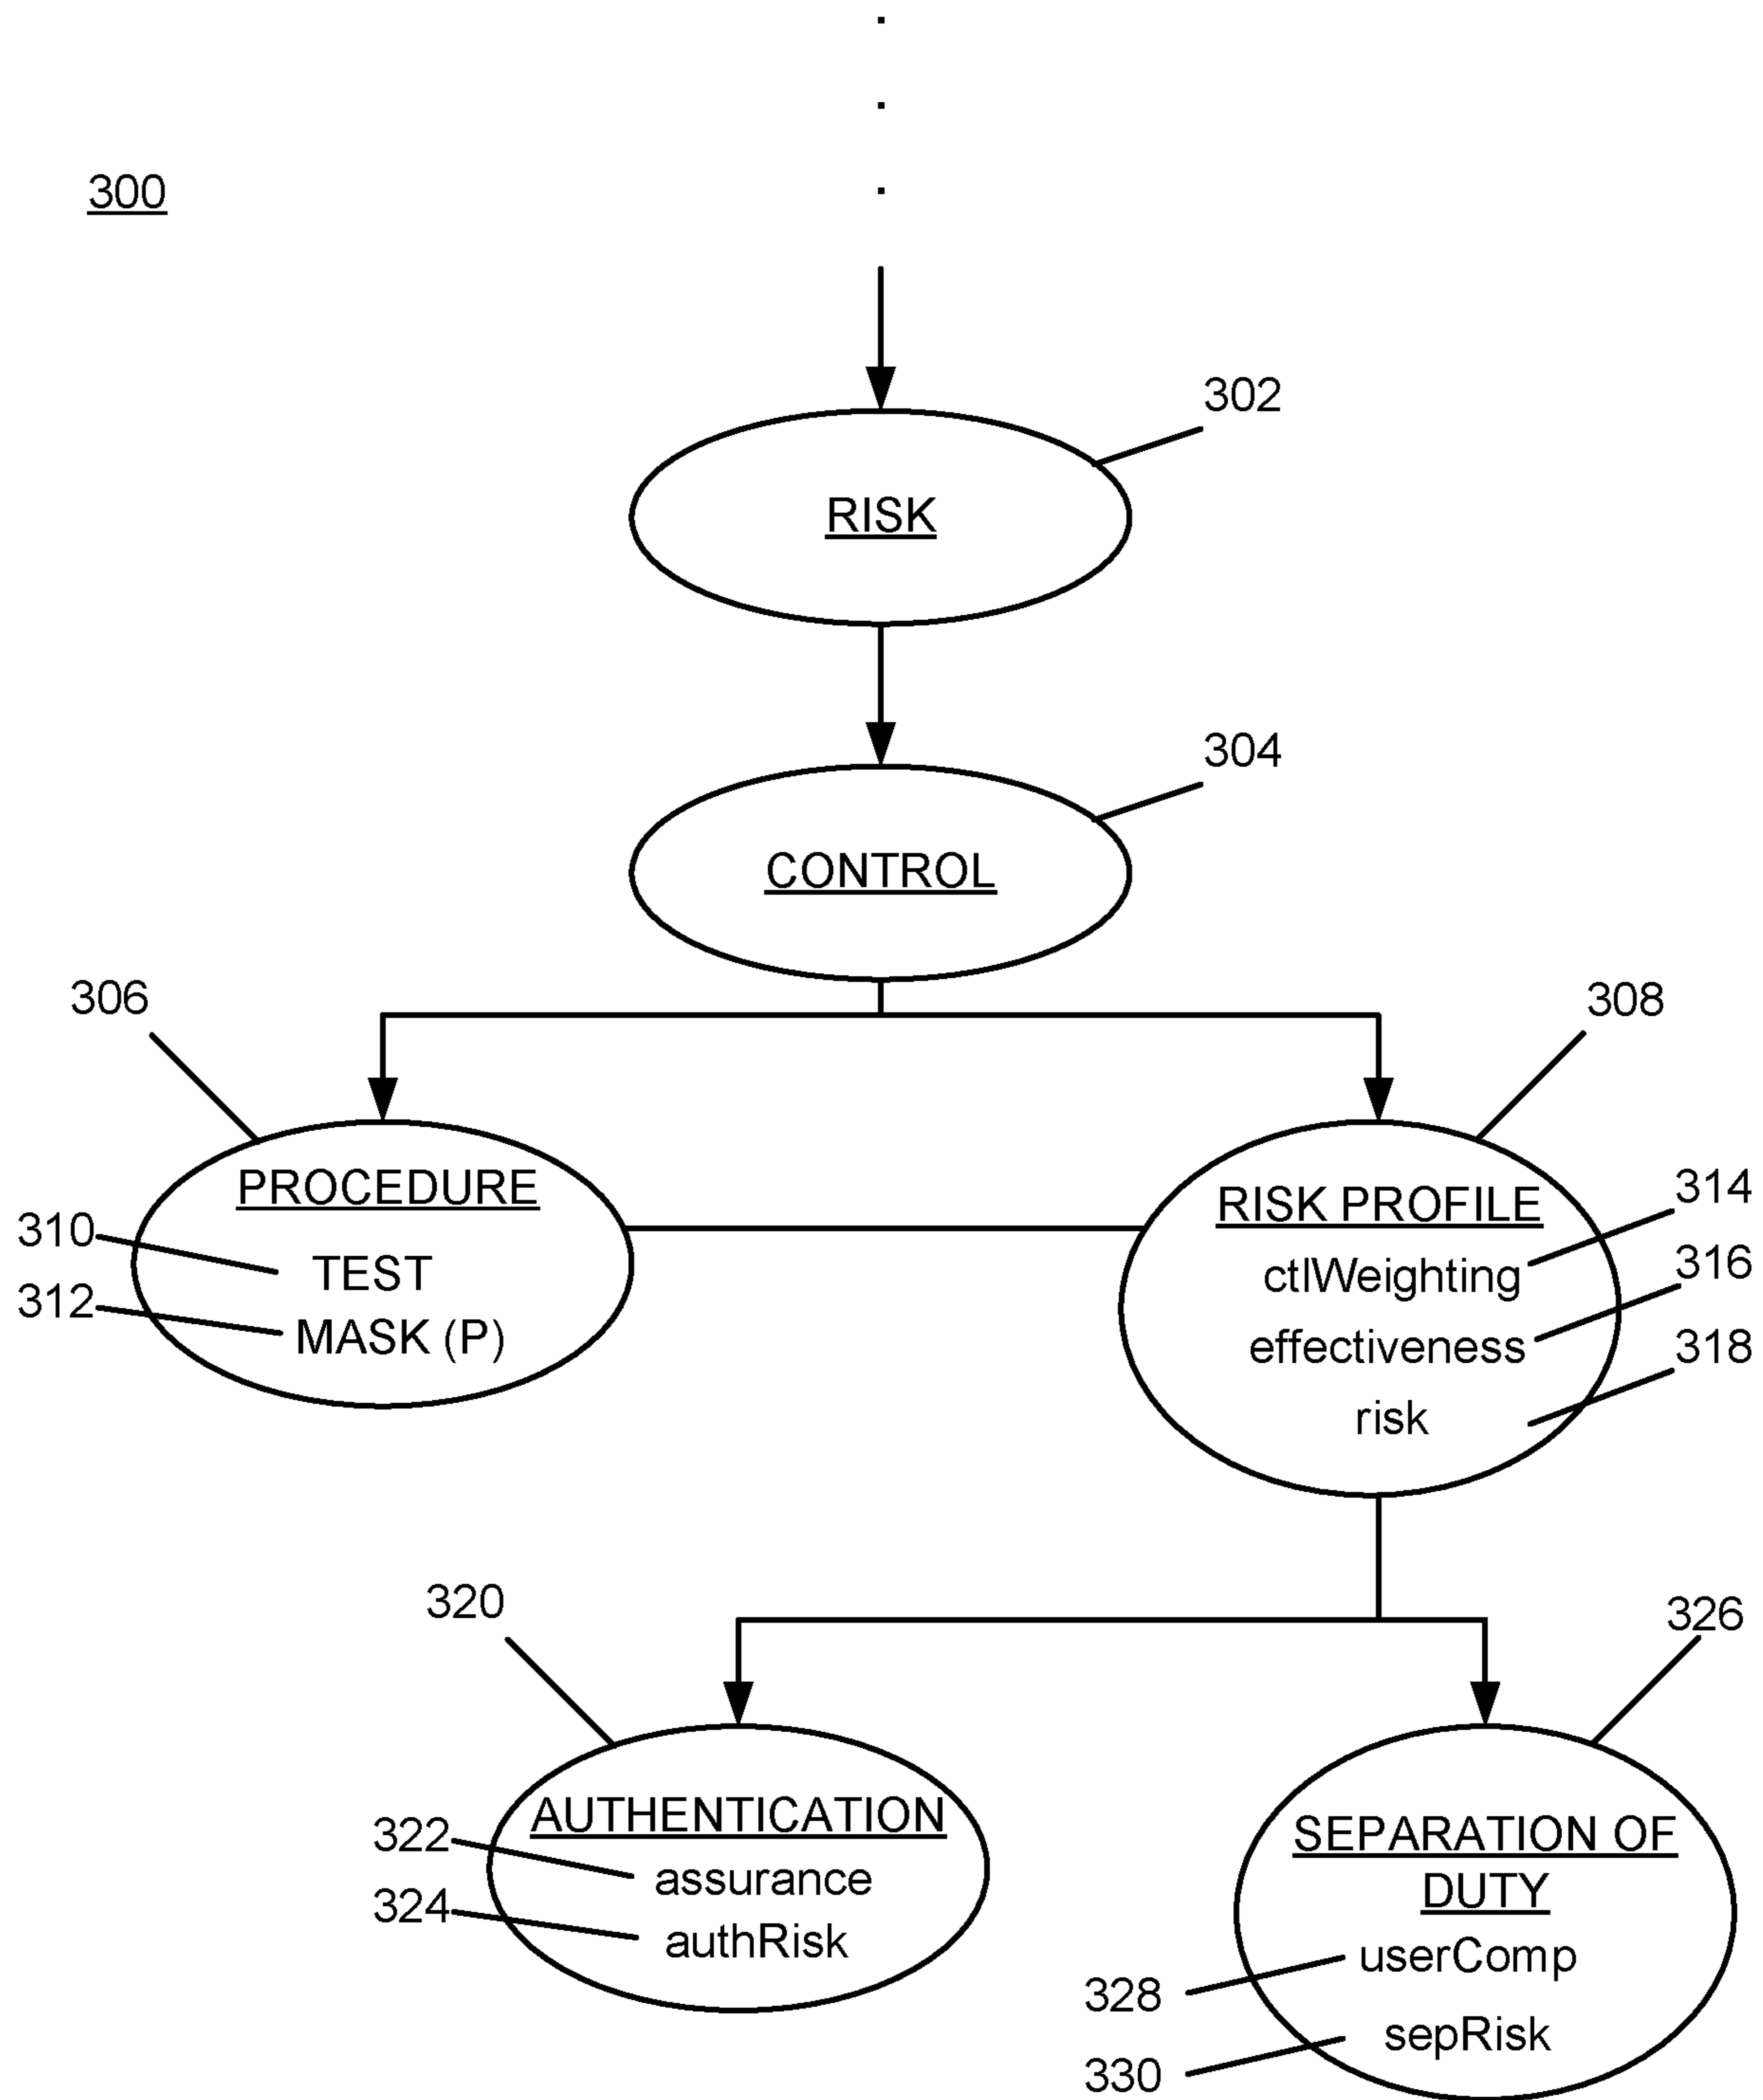 300
302
RISK
304
CONTROL
306
308
PROCEDURE
310
TEST
312
MASK (P)
RISK PROFILE
314
ctlWeighting
316
effectiveness
318
risk
320
326
AUTHENTICATION
322
assurance
324
authRisk
SEPARATION OF
DUTY
userComp
328
sepRisk
330